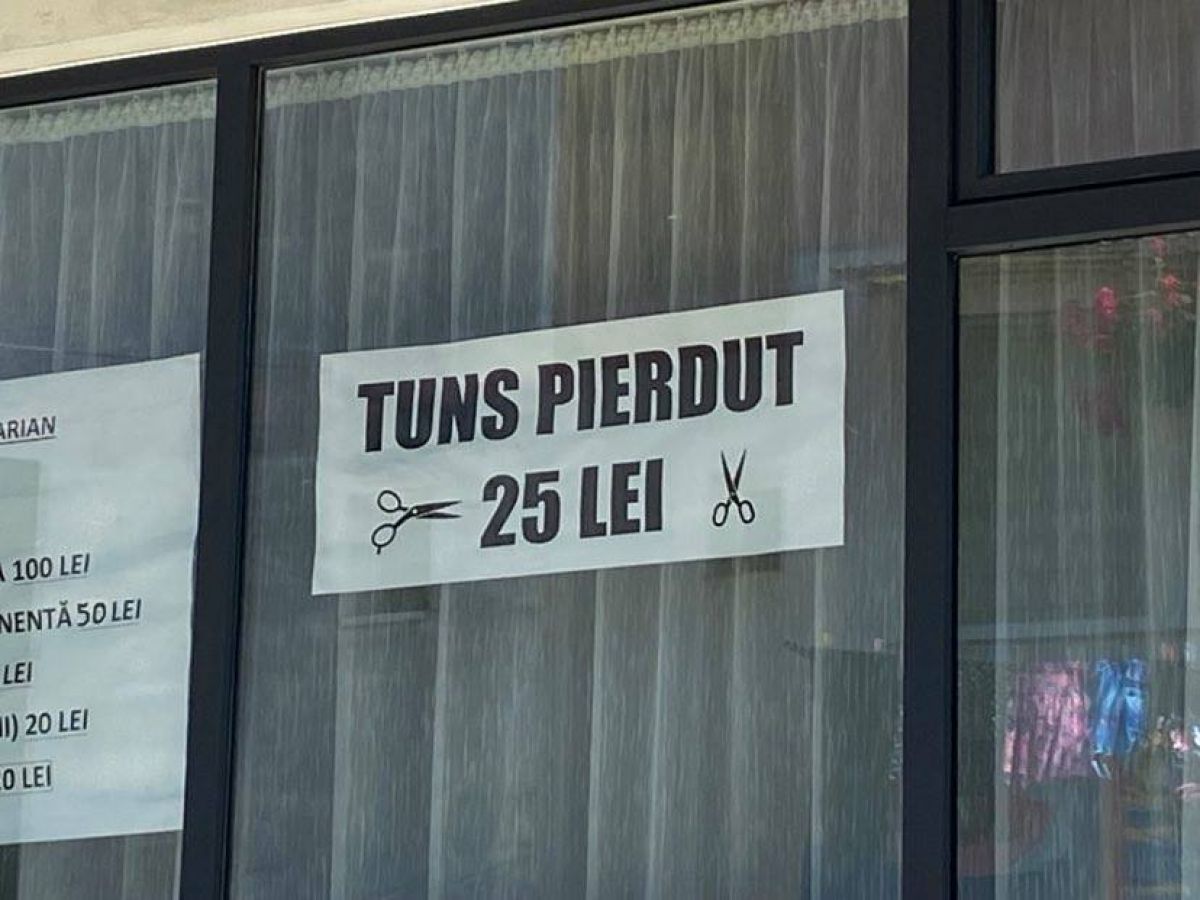 ARIAN
100 LEI
NENTĂ 50 LEI
LEI
20 LEI
0 LEI
TUNS PIERDUT
25 LEI